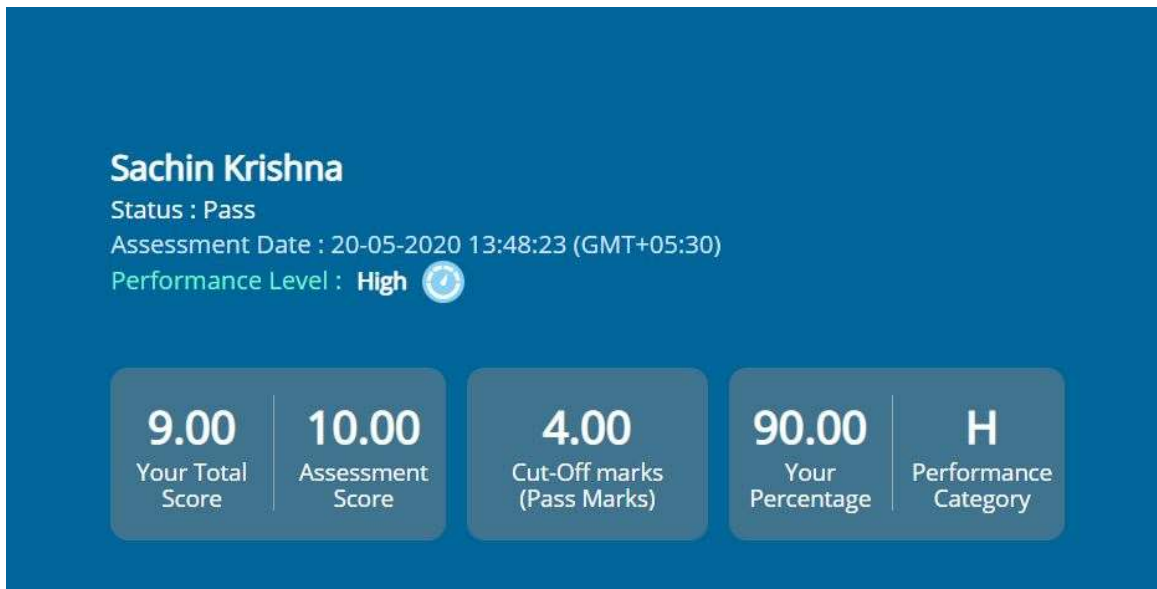 Sachin Krishna
Status : Pass
Assessment Date : 20-05-2020 13:48:23 (GMT+05:30)
Performance Level : High
9.00
Your Total
Score
10.00
Assessment
Score
4.00
Cut-Off marks
(Pass Marks)
90.00
Your
Percentage
H
Performance
Category